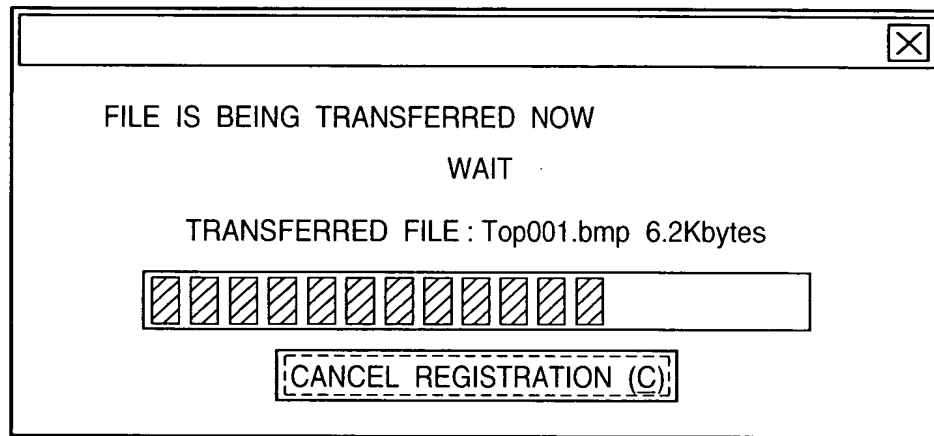 FILE IS BEING TRANSFERRED NOW
WAIT
TRANSFERRED FILE : Top001.bmp 6.2Kbytes
CANCEL REGISTRATION (C)